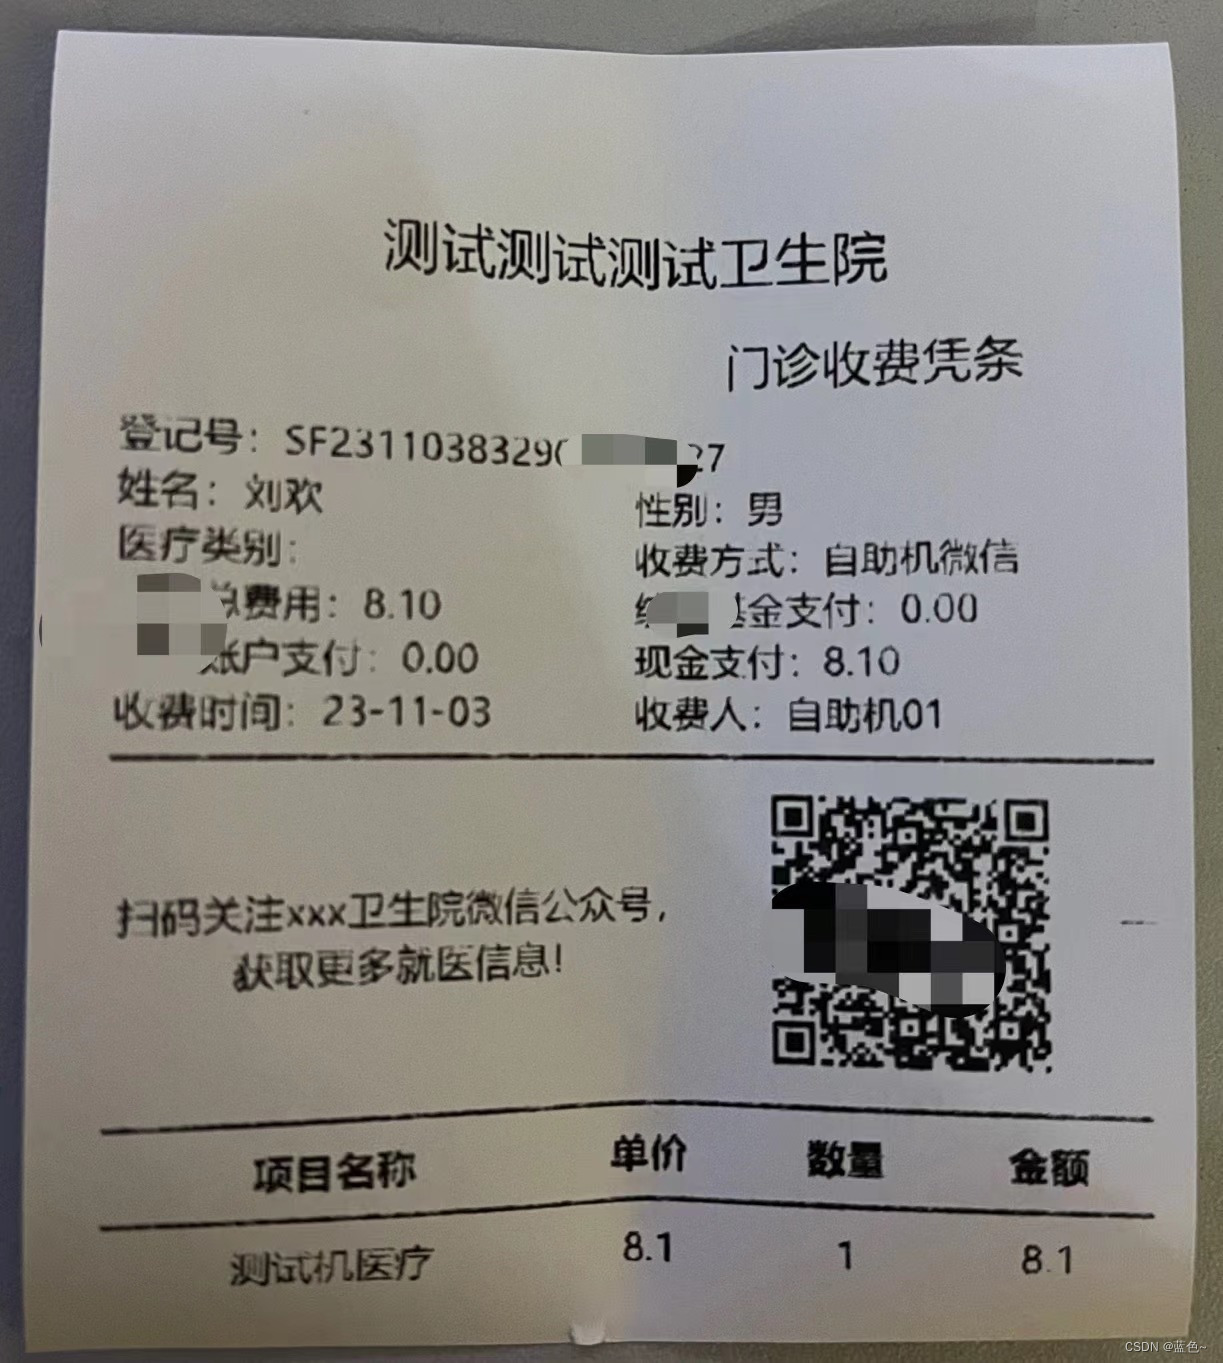 测试测试测试卫生院
门诊收费凭条
登记号：SF2311038329 27
姓名：刘欢 性别：男
医疗类别： 收费方式：自助机微信
总费用：8.10 基金支付：0.00
账户支付：0.00 现金支付：8.10
收费时间：23-11-03 收费人：自助机01
扫码关注xxx卫生院微信公众号，
获取更多就医信息!
项目名称 单价 数量 金额
测试机医疗 8.1 1 8.1
CSDN @蓝色~